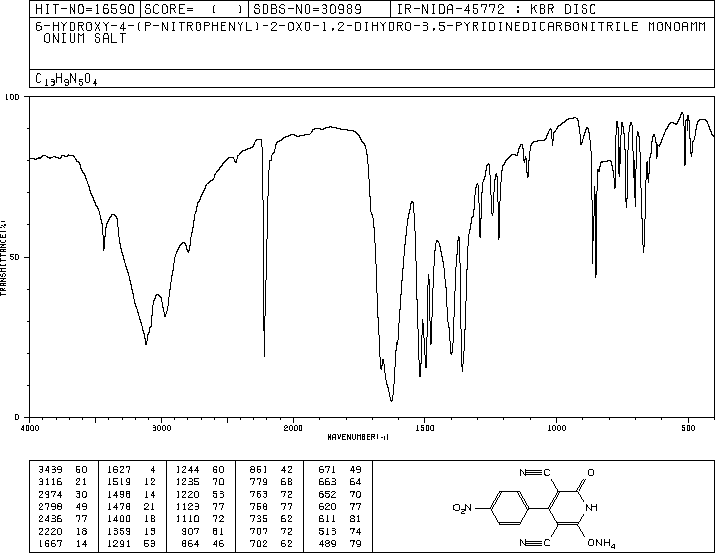 HIT-NO=16590 SCORE= ( ) SDBS-NO=30989 IR-NIDA-45772 : KBR DISC
6-HYDROXY-4-(P-NITROPHENYL)-2-OXO-1,2-DIHYDRO-3,5-PYRIDINEDICARBONITRILE MONOAMM
ONIUM SALT
C13H9N5O4
100
50
0
TRANSMITTANCE(%)
4000 3000 2000 1500 1000 500
WAVENUMBER(-1)
3439 60 1627 4 1244 60 861 42 671 49
3116 21 1519 12 1235 70 779 68 663 64
2974 30 1498 14 1220 53 763 72 652 70
2798 49 1478 21 1123 77 758 77 620 77
2436 77 1400 18 1110 72 735 62 611 81
2220 18 1359 13 907 81 707 72 513 74
1667 14 1291 53 864 46 702 62 489 79
N≡C O
O2N NH
N≡C ONH4